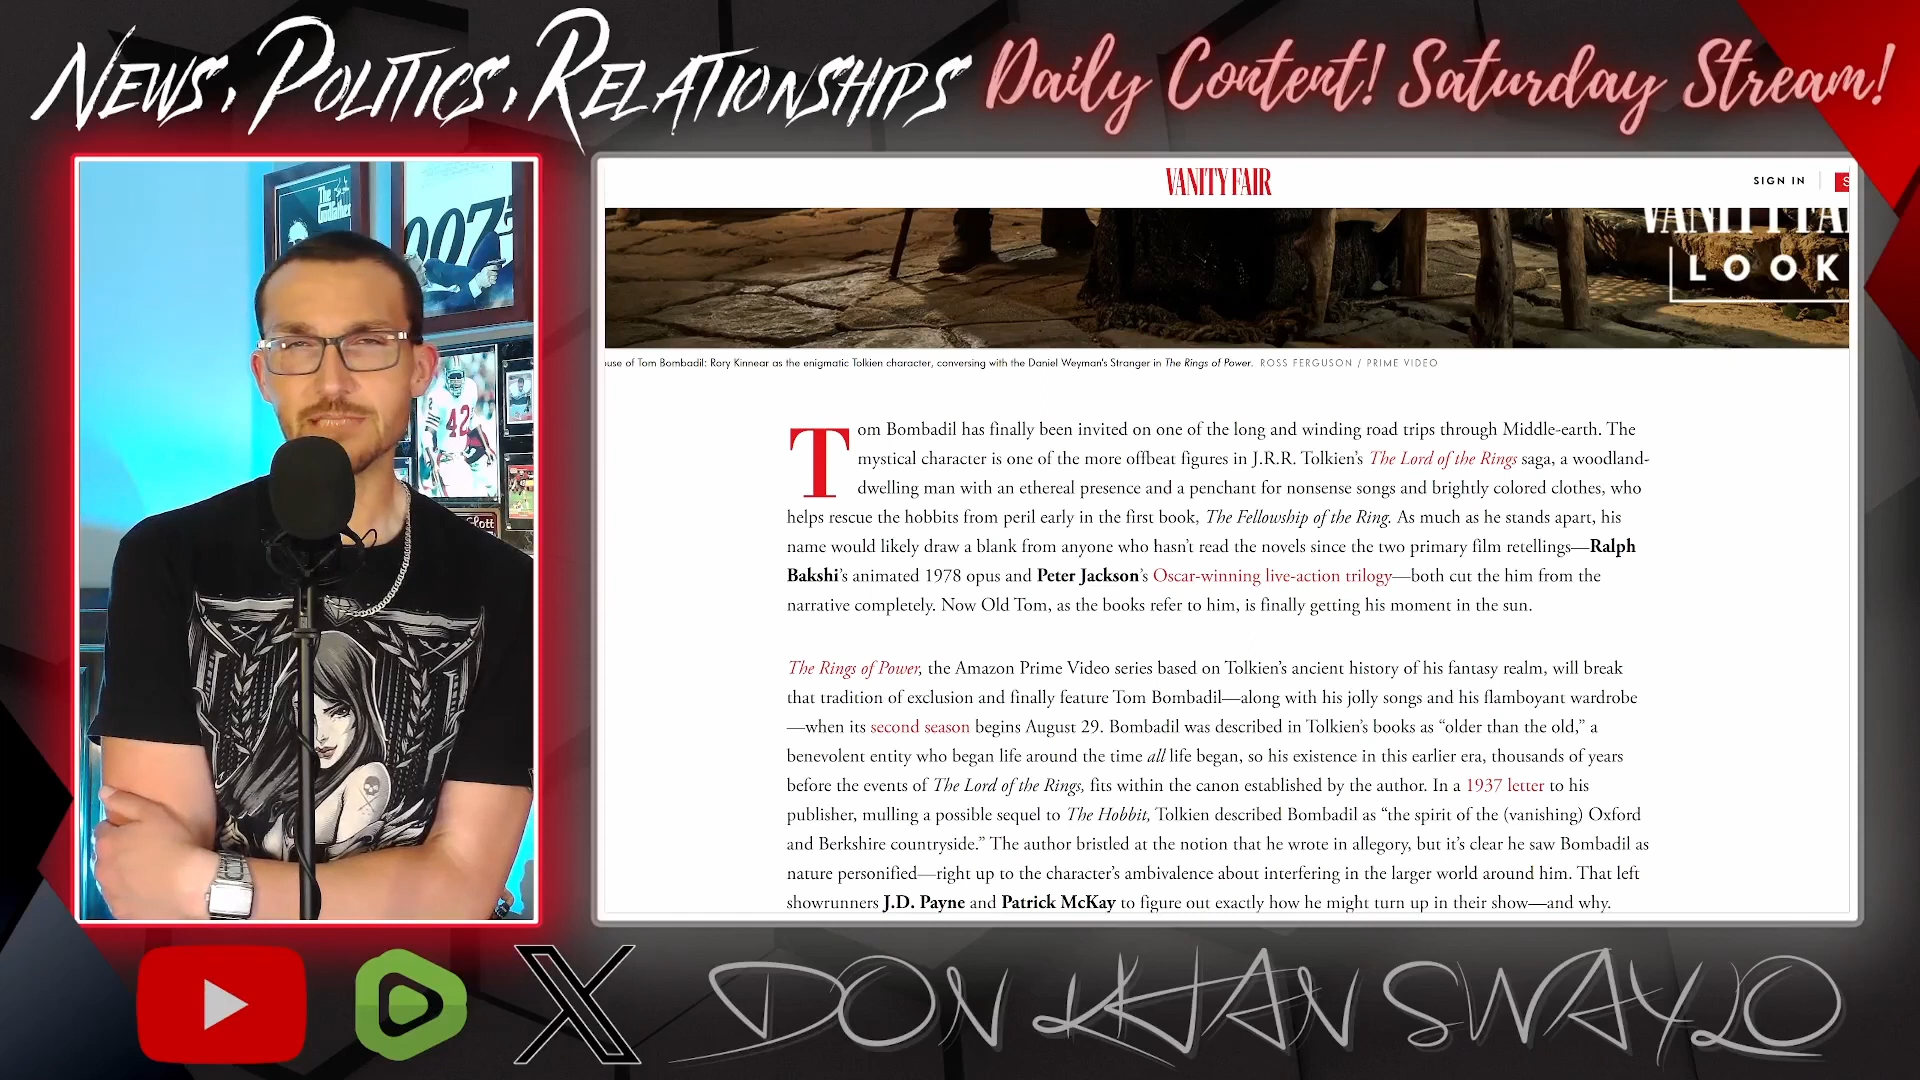 NEWS, POLITICS, RELATIONSHIPS Daily Content! Saturday Stream!
The
Godfather
007
42
VANITY FAIR
SIGN IN
S
VANITY FAI
LOOK
use of Tom Bombadil: Rory Kinnear as the enigmatic Tolkien character, conversing with the Daniel Weyman's Stranger in The Rings of Power. ROSS FERGUSON / PRIME VIDEO
Tom Bombadil has finally been invited on one of the long and winding road trips through Middle-earth. The
mystical character is one of the more offbeat figures in J.R.R. Tolkien's The Lord of the Rings saga, a woodland-
dwelling man with an ethereal presence and a penchant for nonsense songs and brightly colored clothes, who
helps rescue the hobbits from peril early in the first book, The Fellowship of the Ring. As much as he stands apart, his
name would likely draw a blank from anyone who hasn't read the novels since the two primary film retellings—Ralph
Bakshi's animated 1978 opus and Peter Jackson's Oscar-winning live-action trilogy—both cut the him from the
narrative completely. Now Old Tom, as the books refer to him, is finally getting his moment in the sun.
The Rings of Power, the Amazon Prime Video series based on Tolkien's ancient history of his fantasy realm, will break
that tradition of exclusion and finally feature Tom Bombadil—along with his jolly songs and his flamboyant wardrobe
—when its second season begins August 29. Bombadil was described in Tolkien's books as “older than the old,” a
benevolent entity who began life around the time all life began, so his existence in this earlier era, thousands of years
before the events of The Lord of the Rings, fits within the canon established by the author. In a 1937 letter to his
publisher, mulling a possible sequel to The Hobbit, Tolkien described Bombadil as “the spirit of the (vanishing) Oxford
and Berkshire countryside.” The author bristled at the notion that he wrote in allegory, but it's clear he saw Bombadil as
nature personified—right up to the character's ambivalence about interfering in the larger world around him. That left
showrunners J.D. Payne and Patrick McKay to figure out exactly how he might turn up in their show—and why.
DON KHAN SWAYLO